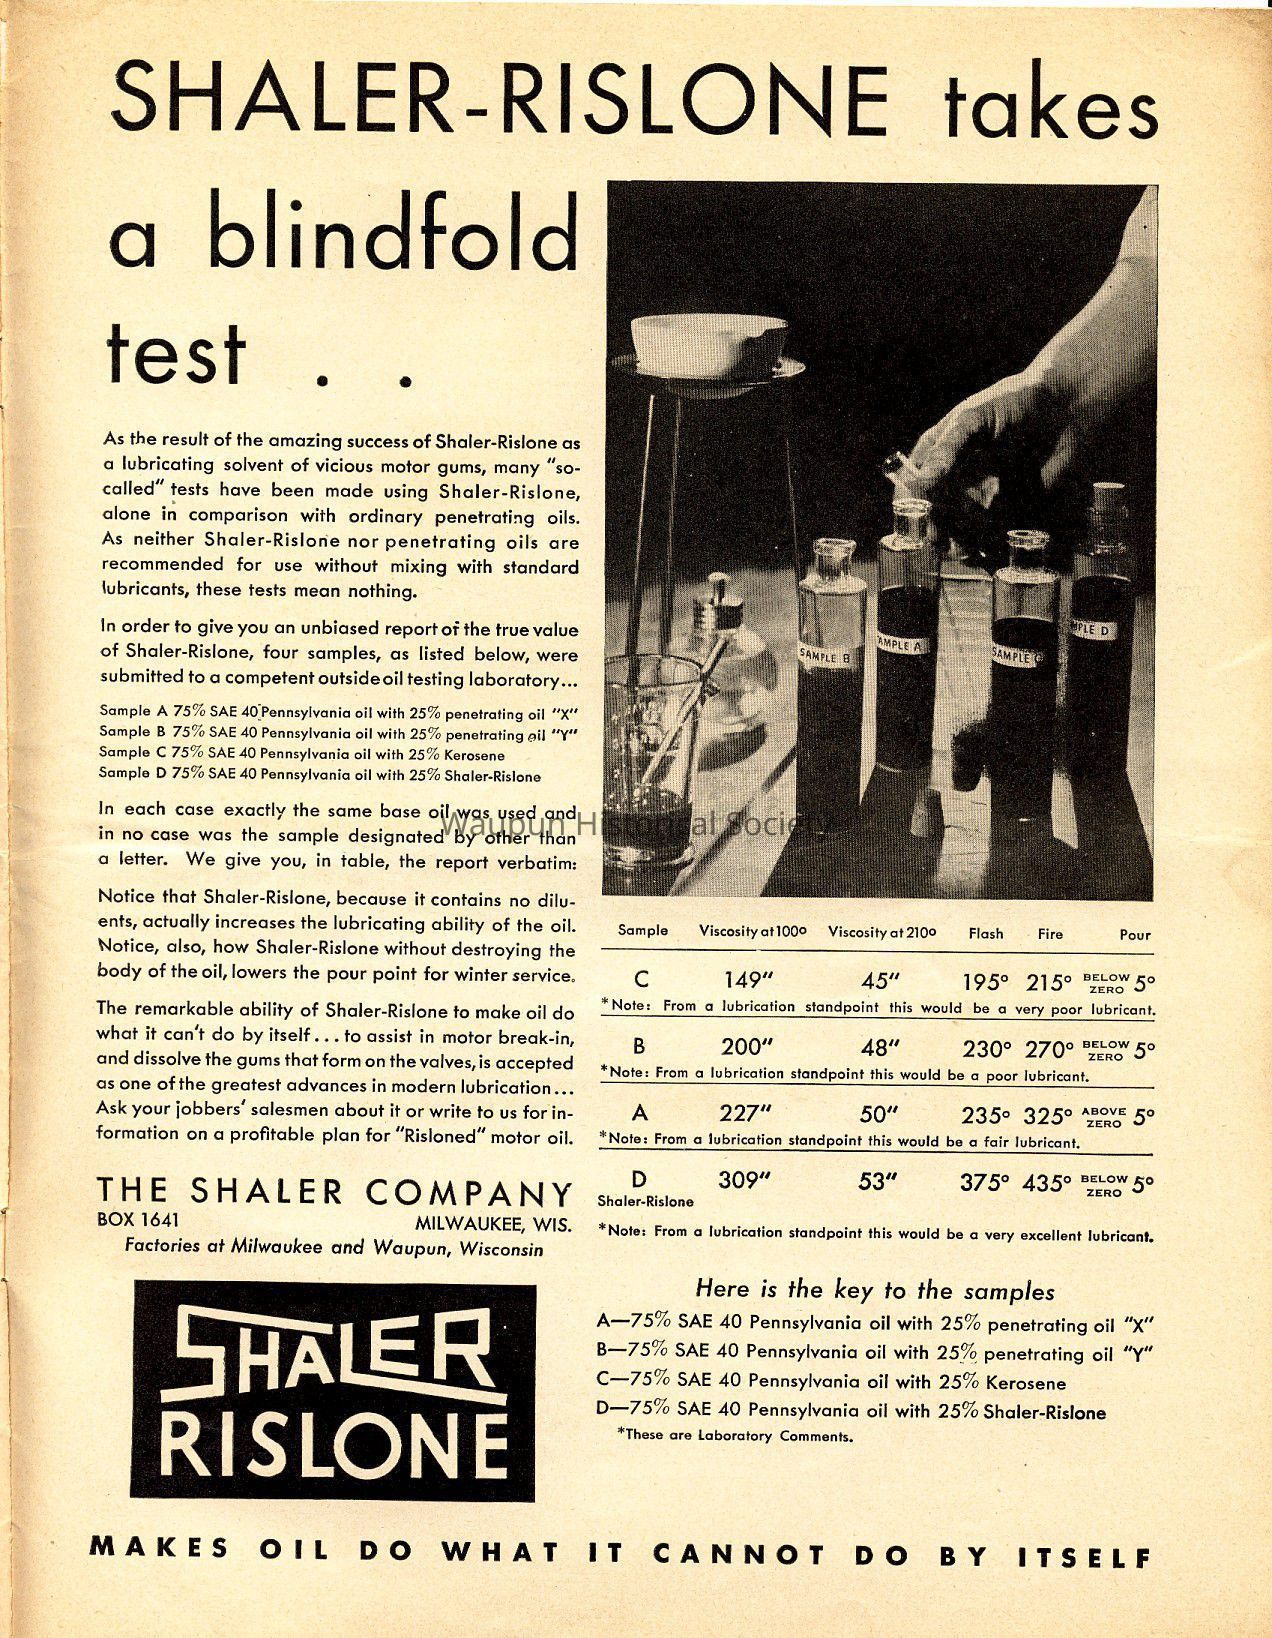 SHALER-RISLONE takes
a blindfold
test . .
As the result of the amazing success of Shaler-Rislone as
a lubricating solvent of vicious motor gums, many "so-
called" tests have been made using Shaler-Rislone,
alone in comparison with ordinary penetrating oils.
As neither Shaler-Rislone nor penetrating oils are
recommended for use without mixing with standard
lubricants, these tests mean nothing.
In order to give you an unbiased report of the true value
of Shaler-Rislone, four samples, as listed below, were
submitted to a competent outside oil testing laboratory...
Sample A 75% SAE 40 Pennsylvania oil with 25% penetrating oil "X"
Sample B 75% SAE 40 Pennsylvania oil with 25% penetrating oil "Y"
Sample C 75% SAE 40 Pennsylvania oil with 25% Kerosene
Sample D 75% SAE 40 Pennsylvania oil with 25% Shaler-Rislone
In each case exactly the same base oil was used and
in no case was the sample designated by other than
a letter. We give you, in table, the report verbatim:
Notice that Shaler-Rislone, because it contains no dilu-
ents, actually increases the lubricating ability of the oil.
Notice, also, how Shaler-Rislone without destroying the
body of the oil, lowers the pour point for winter service.
The remarkable ability of Shaler-Rislone to make oil do
what it can't do by itself... to assist in motor break-in,
and dissolve the gums that form on the valves, is accepted
as one of the greatest advances in modern lubrication...
Ask your jobbers' salesmen about it or write to us for in-
formation on a profitable plan for "Risloned" motor oil.
THE SHALER COMPANY
BOX 1641 MILWAUKEE, WIS.
Factories at Milwaukee and Waupun, Wisconsin
SHALER
RISLONE
SAMPLE B
SAMPLE A
SAMPLE C
MPLE D
Waupun Historical Society
Sample Viscosity at 100° Viscosity at 210° Flash Fire Pour
C 149" 45" 195° 215° BELOW ZERO 5°
*Note: From a lubrication standpoint this would be a very poor lubricant.
B 200" 48" 230° 270° BELOW ZERO 5°
*Note: From a lubrication standpoint this would be a poor lubricant.
A 227" 50" 235° 325° ABOVE ZERO 5°
*Note: From a lubrication standpoint this would be a fair lubricant.
D 309" 53" 375° 435° BELOW ZERO 5°
Shaler-Rislone
*Note: From a lubrication standpoint this would be a very excellent lubricant.
Here is the key to the samples
A—75% SAE 40 Pennsylvania oil with 25% penetrating oil "X"
B—75% SAE 40 Pennsylvania oil with 25% penetrating oil "Y"
C—75% SAE 40 Pennsylvania oil with 25% Kerosene
D—75% SAE 40 Pennsylvania oil with 25% Shaler-Rislone
*These are Laboratory Comments.
MAKES OIL DO WHAT IT CANNOT DO BY ITSELF